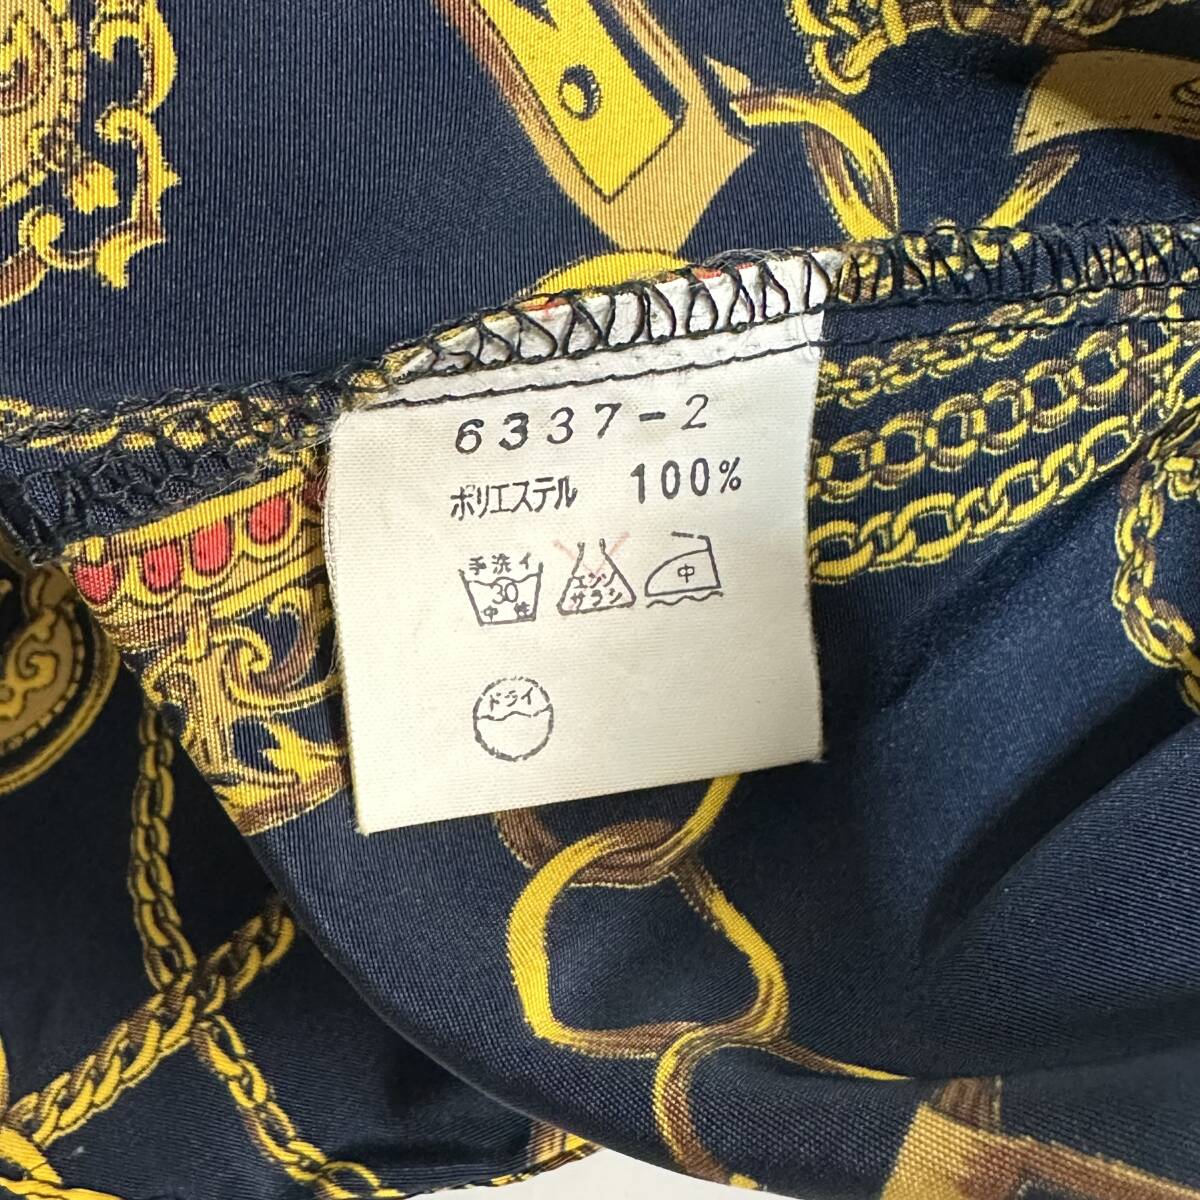 6337-2
ポリエステル 100%
手洗イ
30
中性
エンソ
サラシ
中
ドライ